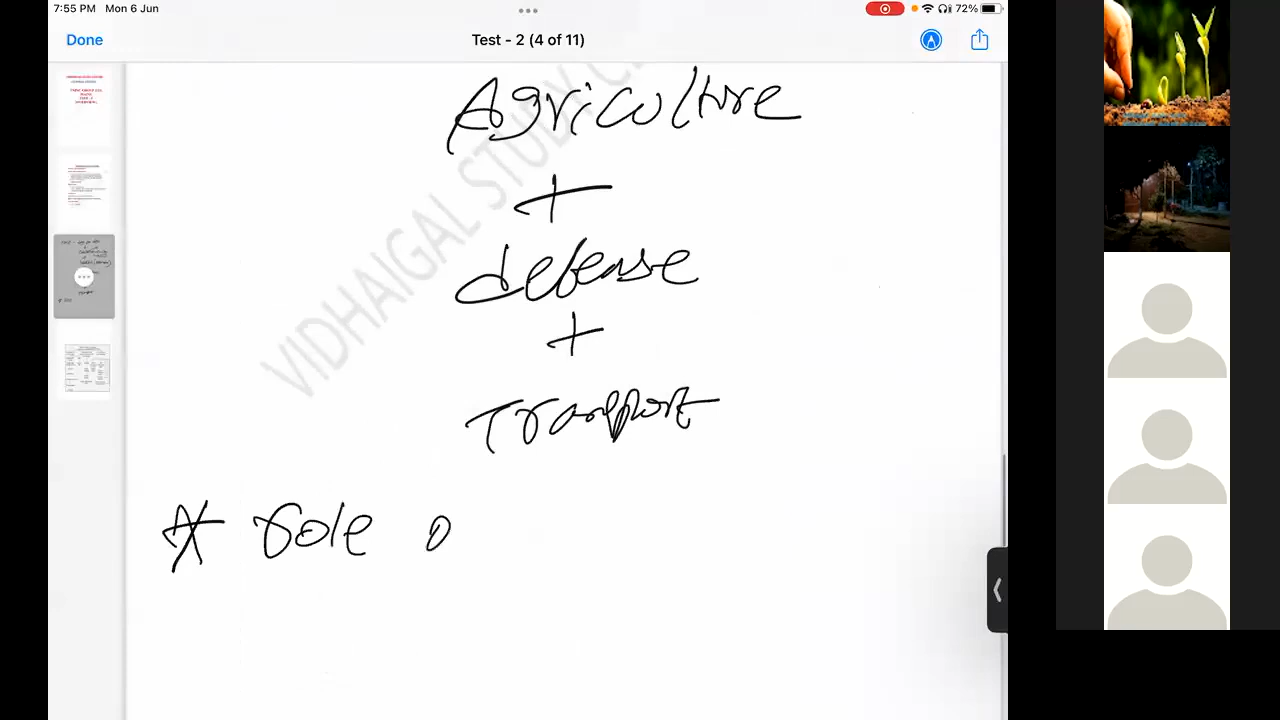 7:55 PM Mon 6 Jun
72%
Done
Test - 2 (4 of 11)
Agriculture
+
defense
+
Transport
* role o
VIDHAIGAL STUDY CE